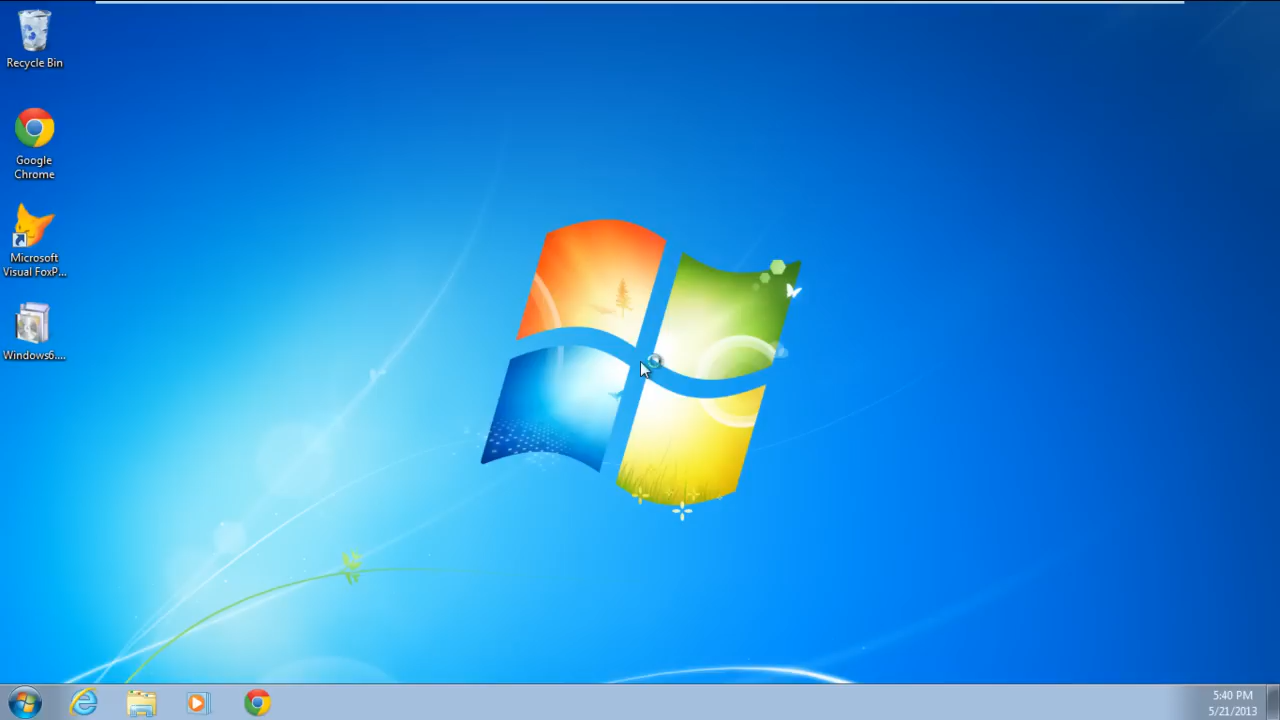 Recycle Bin
Google
Chrome
Microsoft
Visual FoxP...
Windows6....
5:40 PM
5/21/2013